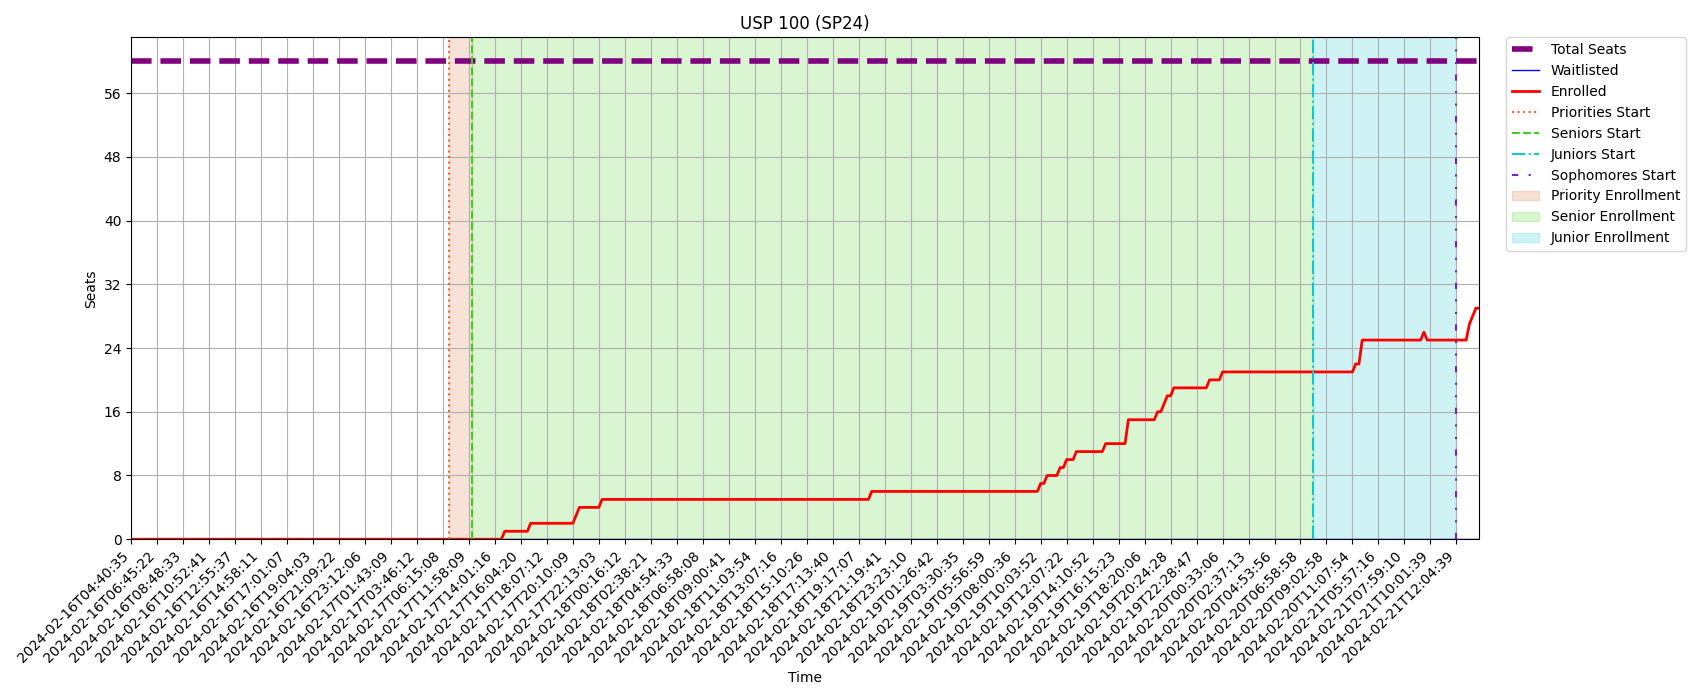 USP 100 (SP24)
Total Seats
Waitlisted
Enrolled
Priorities Start
Seniors Start
Juniors Start
Sophomores Start
Priority Enrollment
Senior Enrollment
Junior Enrollment
Seats
56
48
40
32
24
16
8
0
2024-02-16T04:40:35
2024-02-16T06:45:22
2024-02-16T08:48:33
2024-02-16T10:52:41
2024-02-16T12:55:37
2024-02-16T14:58:11
2024-02-16T17:01:07
2024-02-16T19:04:03
2024-02-16T21:09:22
2024-02-16T23:12:06
2024-02-17T01:43:09
2024-02-17T03:46:12
2024-02-17T06:15:08
2024-02-17T11:58:09
2024-02-17T14:01:16
2024-02-17T16:04:20
2024-02-17T18:07:12
2024-02-17T20:10:09
2024-02-17T22:13:03
2024-02-18T00:16:12
2024-02-18T02:38:21
2024-02-18T04:54:33
2024-02-18T06:58:08
2024-02-18T09:00:41
2024-02-18T11:03:54
2024-02-18T13:07:16
2024-02-18T15:10:26
2024-02-18T17:13:40
2024-02-18T19:17:07
2024-02-18T21:19:41
2024-02-18T23:23:10
2024-02-19T01:26:42
2024-02-19T03:30:35
2024-02-19T05:56:59
2024-02-19T08:00:36
2024-02-19T10:03:52
2024-02-19T12:07:22
2024-02-19T14:10:52
2024-02-19T16:15:23
2024-02-19T18:20:06
2024-02-19T20:24:28
2024-02-19T22:28:47
2024-02-20T00:33:06
2024-02-20T02:37:13
2024-02-20T04:53:56
2024-02-20T06:58:58
2024-02-20T09:02:58
2024-02-20T11:07:54
2024-02-21T05:57:16
2024-02-21T07:59:10
2024-02-21T10:01:39
2024-02-21T12:04:39
Time